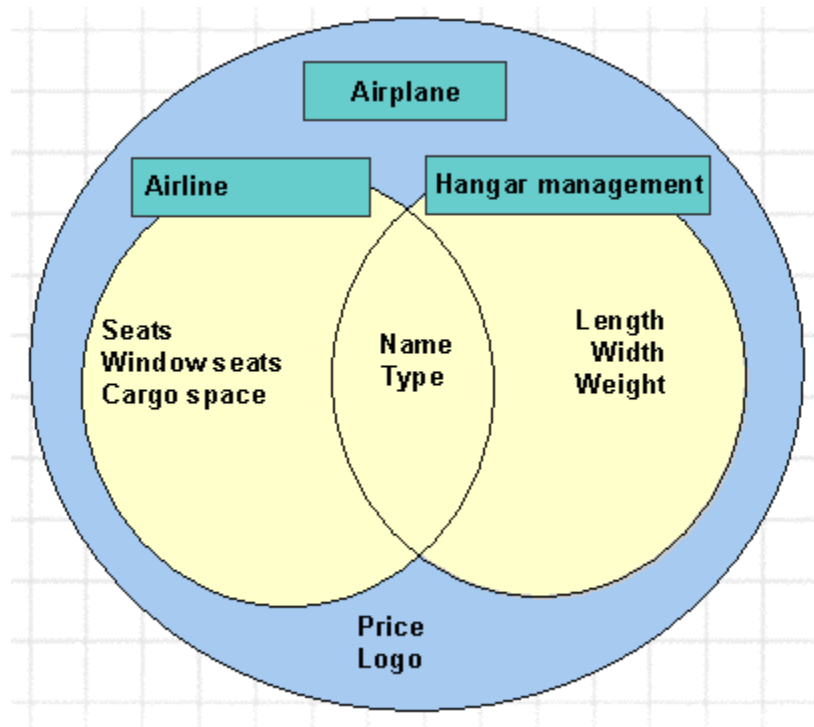 Airplane
Airline
Hangar management
Seats
Window seats
Cargo space
Name
Type
Length
Width
Weight
Price
Logo